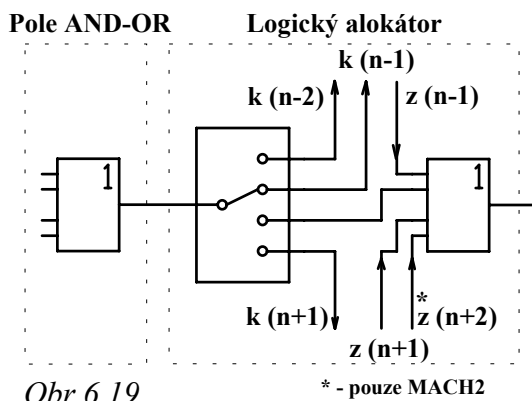 Pole AND-OR
Logický alokátor
k (n-1)
k (n-2)
z (n-1)
1
1
k (n+1)
*
z (n+2)
z (n+1)
Obr 6.19
* - pouze MACH2